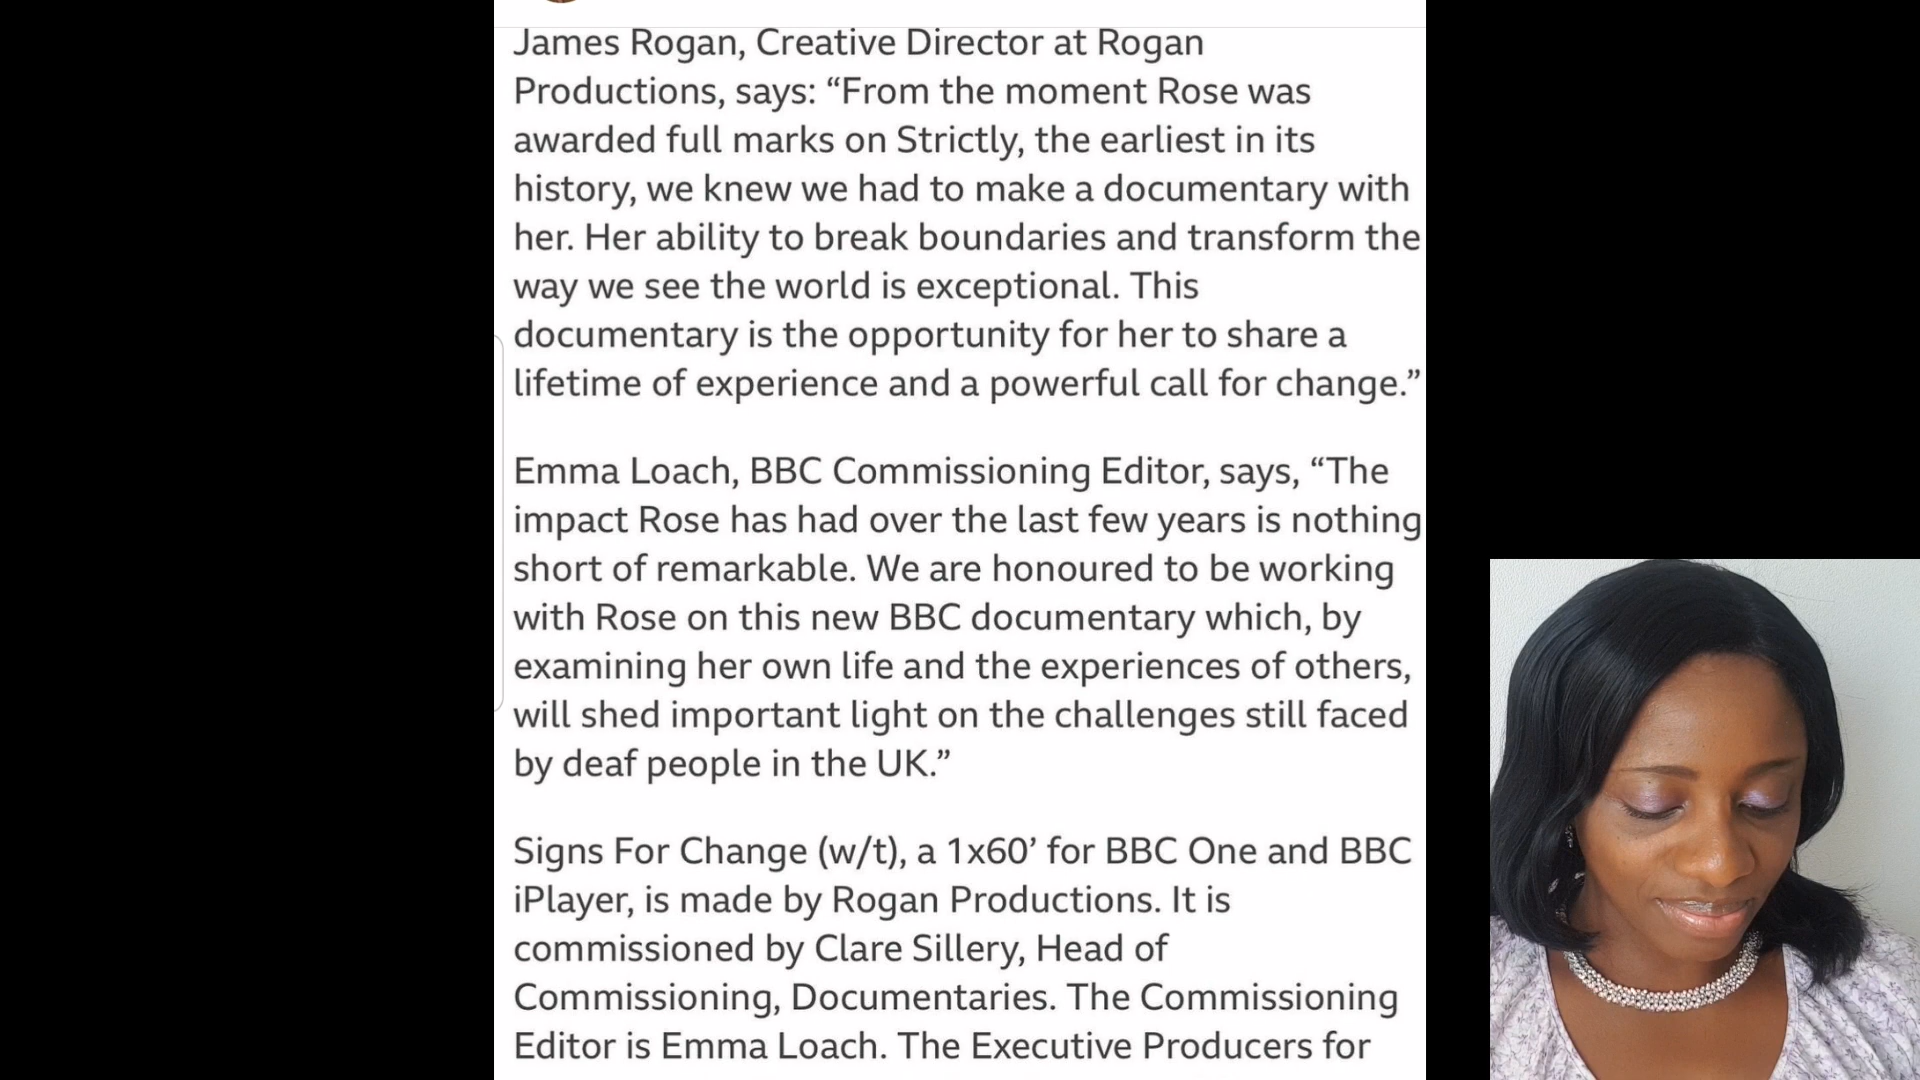 James Rogan, Creative Director at Rogan
Productions, says: “From the moment Rose was
awarded full marks on Strictly, the earliest in its
history, we knew we had to make a documentary with
her. Her ability to break boundaries and transform the
way we see the world is exceptional. This
documentary is the opportunity for her to share a
lifetime of experience and a powerful call for change.”
Emma Loach, BBC Commissioning Editor, says, “The
impact Rose has had over the last few years is nothing
short of remarkable. We are honoured to be working
with Rose on this new BBC documentary which, by
examining her own life and the experiences of others,
will shed important light on the challenges still faced
by deaf people in the UK.”
Signs For Change (w/t), a 1x60’ for BBC One and BBC
iPlayer, is made by Rogan Productions. It is
commissioned by Clare Sillery, Head of
Commissioning, Documentaries. The Commissioning
Editor is Emma Loach. The Executive Producers for